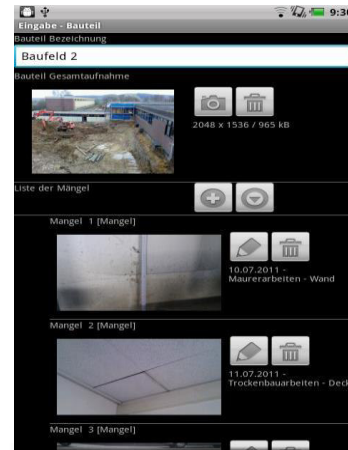 9:30
Eingabe - Bauteil
Bauteil Bezeichnung
Baufeld 2
Bauteil Gesamtaufnahme
2048 x 1536 / 965 kB
Liste der Mängel
Mangel 1 [Mangel]
10.07.2011 -
Maurerarbeiten - Wand
Mangel 2 [Mangel]
11.07.2011 -
Trockenbauarbeiten - Deck
Mangel 3 [Mangel]